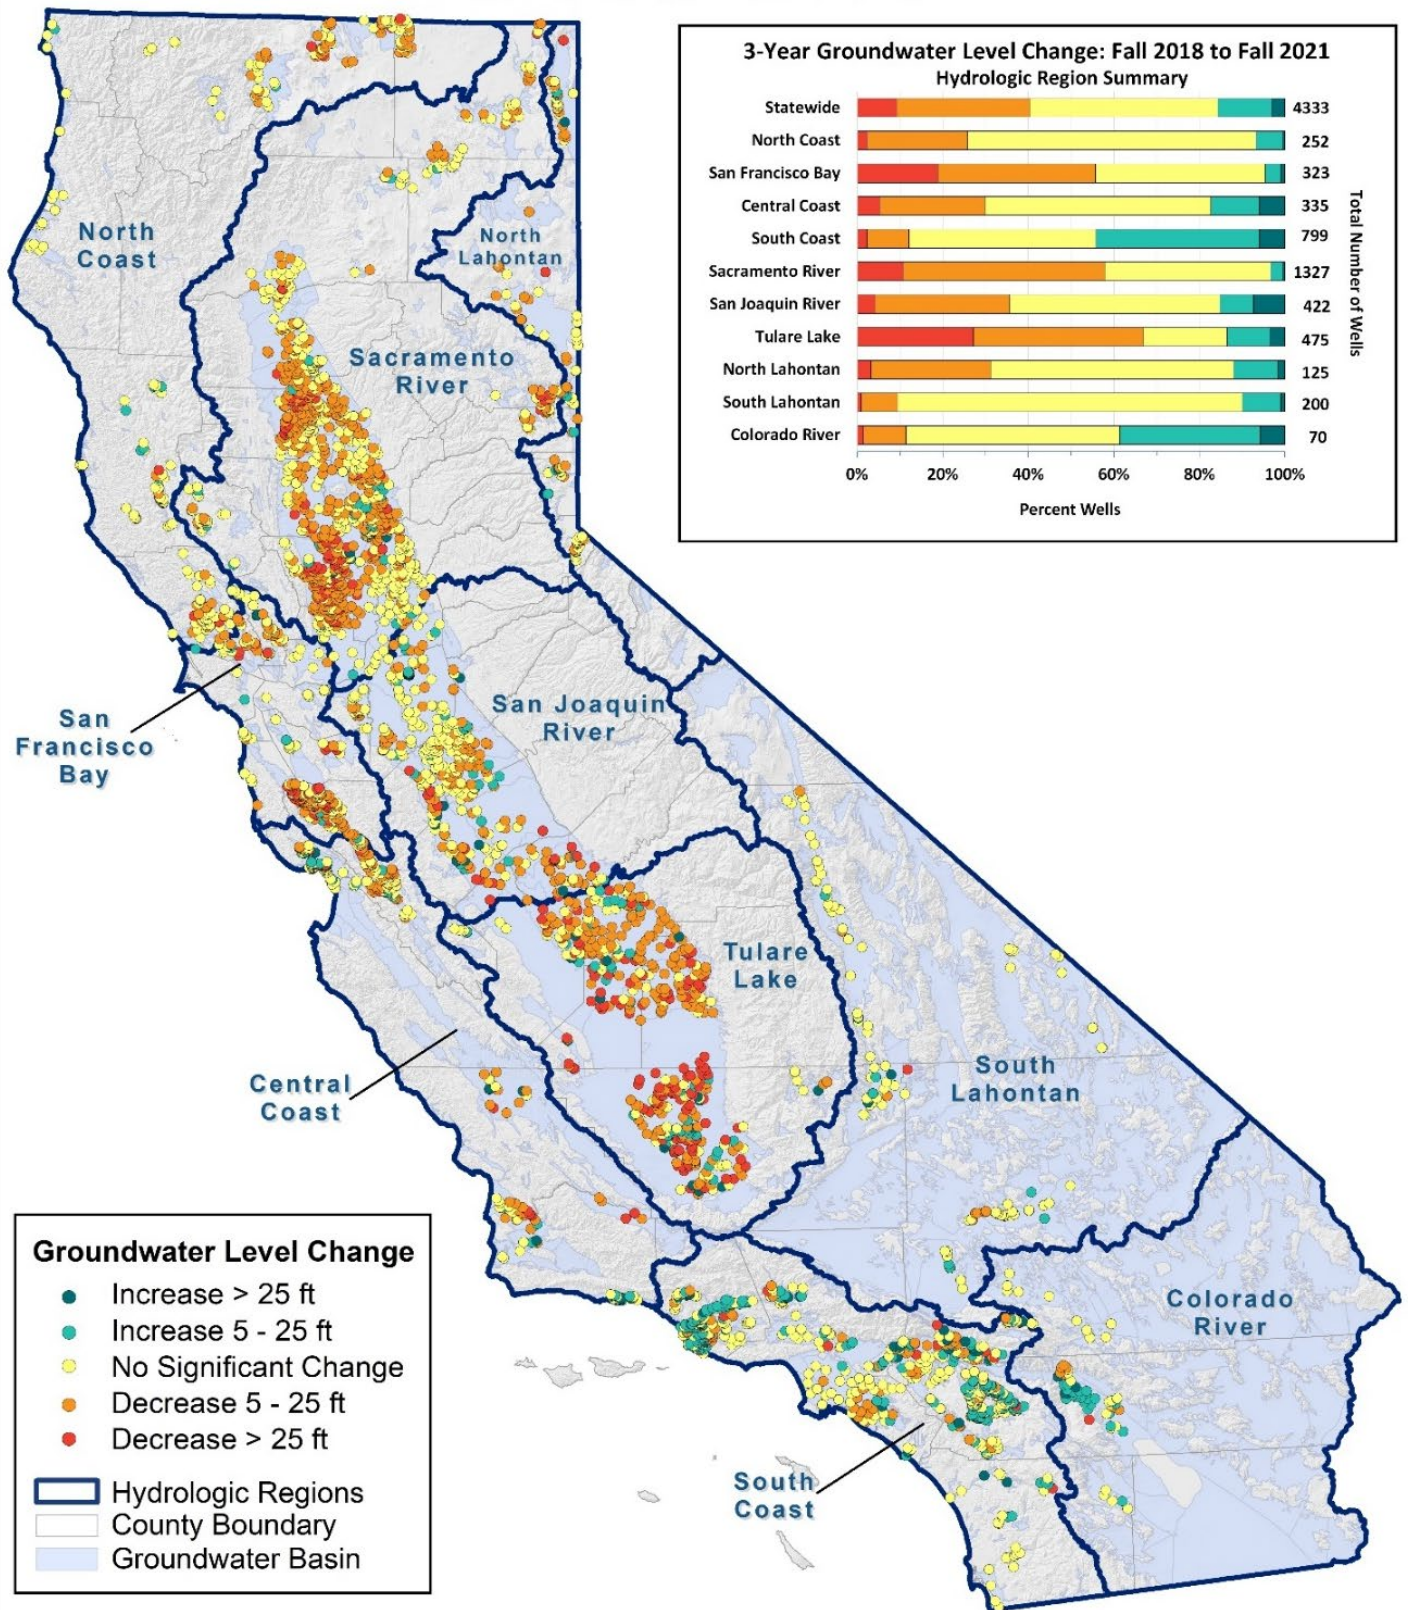 3-Year Groundwater Level Change: Fall 2018 to Fall 2021
Hydrologic Region Summary
Statewide 4333
North Coast 252
San Francisco Bay 323
Central Coast 335
South Coast 799
Sacramento River 1327
San Joaquin River 422
Tulare Lake 475
North Lahontan 125
South Lahontan 200
Colorado River 70
0% 20% 40% 60% 80% 100%
Percent Wells
Total Number of Wells
North
Coast
North
Lahontan
Sacramento
River
San
Francisco
Bay
San Joaquin
River
Tulare
Lake
Central
Coast
South
Lahontan
Colorado
River
South
Coast
Groundwater Level Change
Increase > 25 ft
Increase 5 - 25 ft
No Significant Change
Decrease 5 - 25 ft
Decrease > 25 ft
Hydrologic Regions
County Boundary
Groundwater Basin